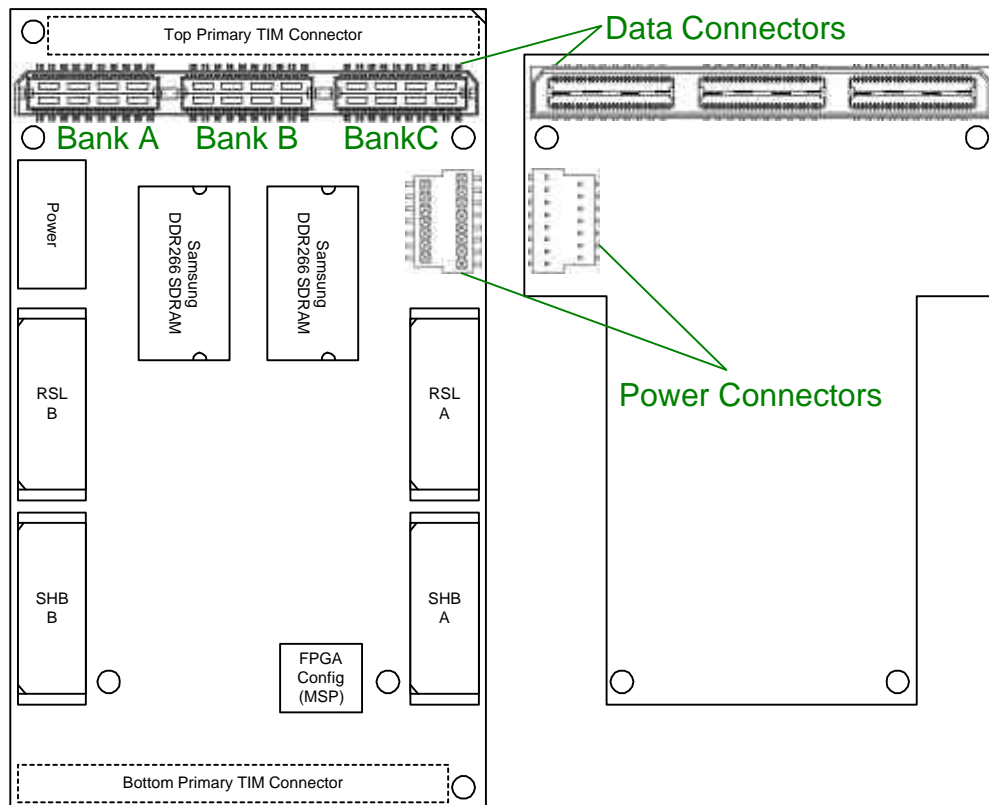 Top Primary TIM Connector
Data Connectors
Bank A
Bank B
BankC
Power
Samsung
DDR266 SDRAM
Samsung
DDR266 SDRAM
Power Connectors
RSL
B
RSL
A
SHB
B
SHB
A
FPGA
Config
(MSP)
Bottom Primary TIM Connector